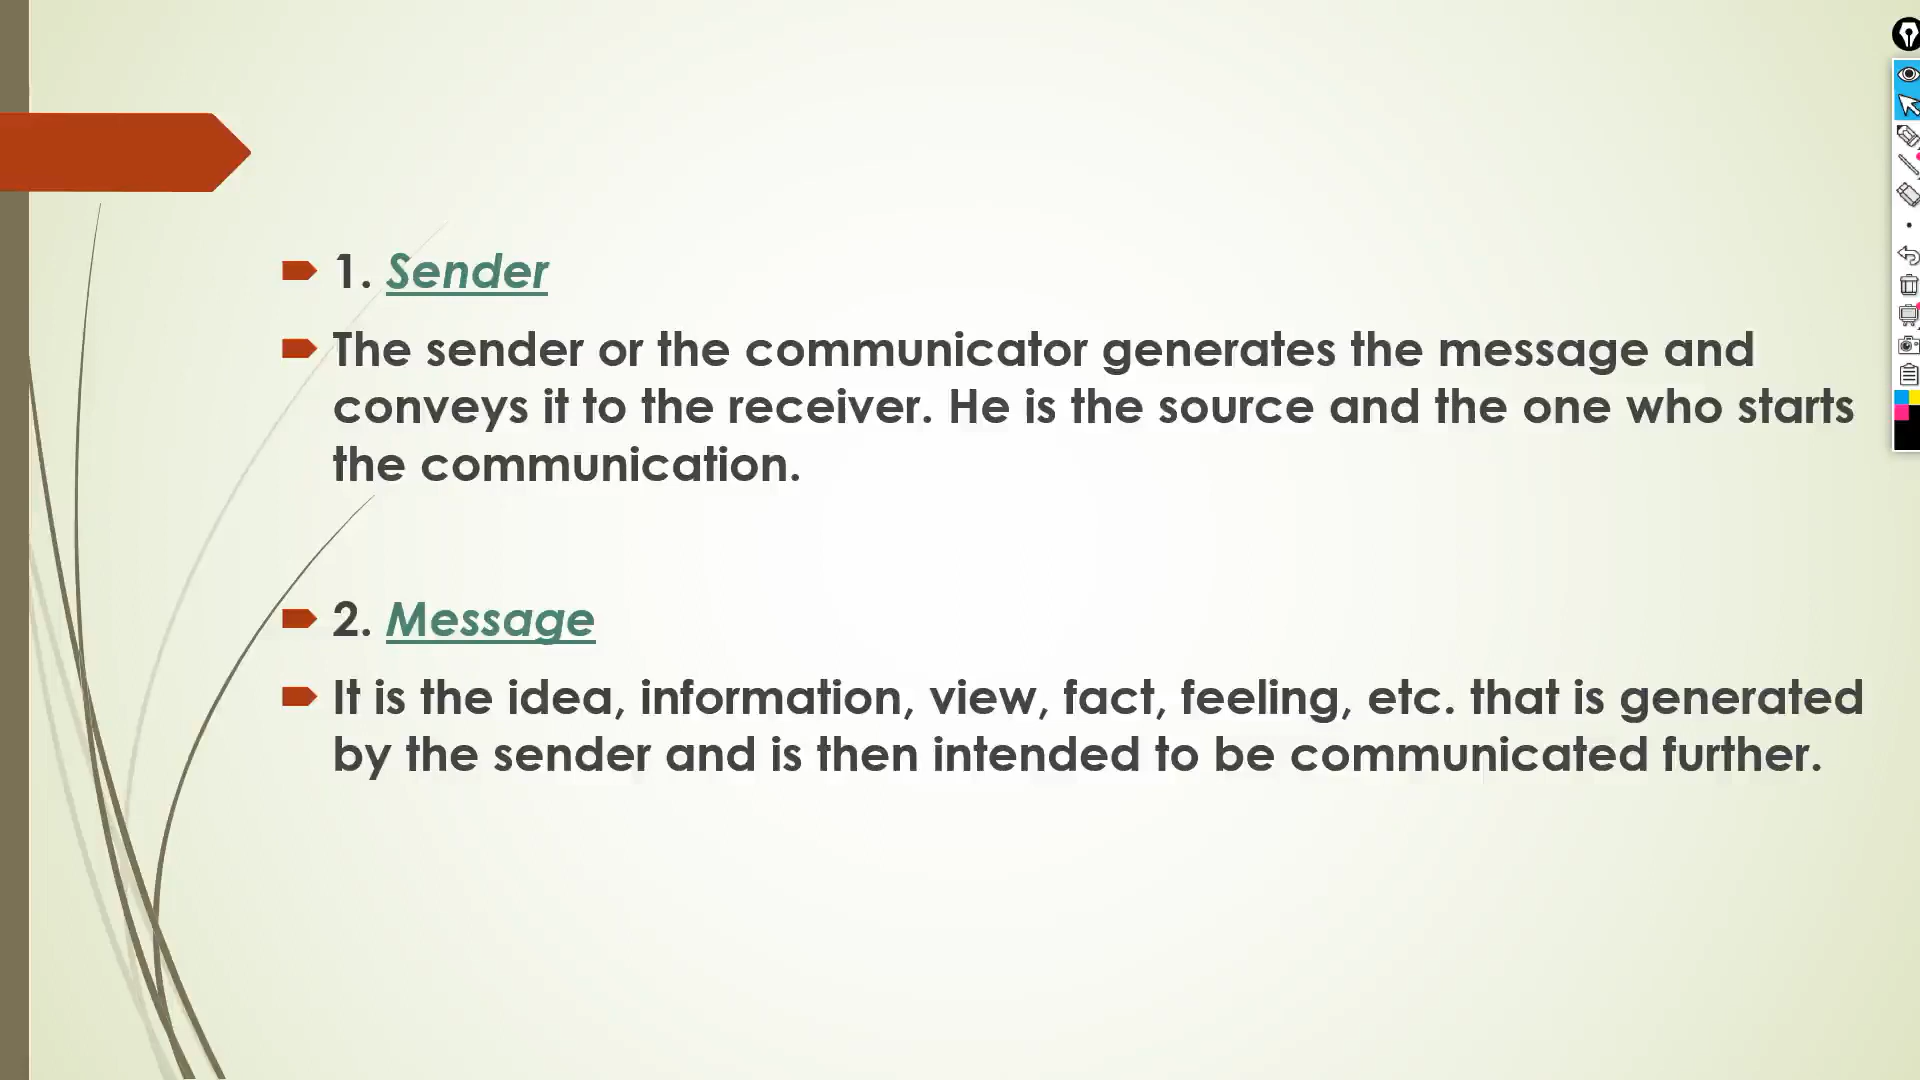 1. Sender
The sender or the communicator generates the message and
conveys it to the receiver. He is the source and the one who starts
the communication.
2. Message
It is the idea, information, view, fact, feeling, etc. that is generated
by the sender and is then intended to be communicated further.